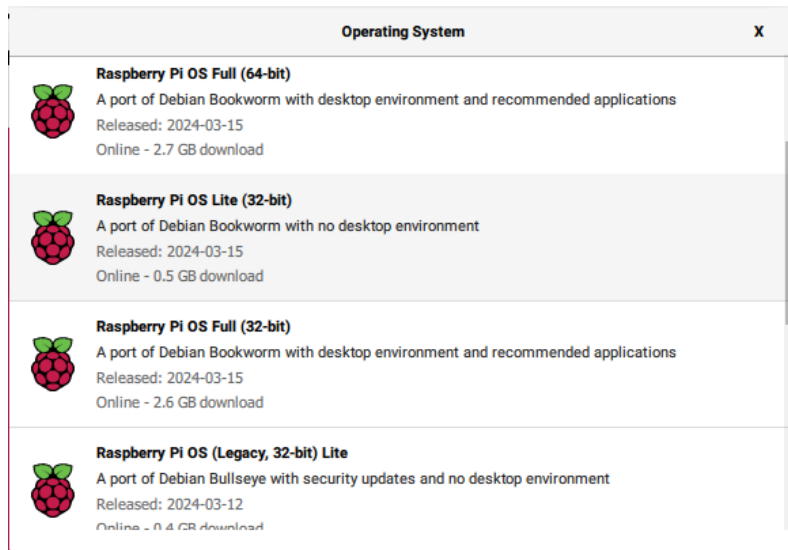 Operating System
X
Raspberry Pi OS Full (64-bit)
A port of Debian Bookworm with desktop environment and recommended applications
Released: 2024-03-15
Online - 2.7 GB download
Raspberry Pi OS Lite (32-bit)
A port of Debian Bookworm with no desktop environment
Released: 2024-03-15
Online - 0.5 GB download
Raspberry Pi OS Full (32-bit)
A port of Debian Bookworm with desktop environment and recommended applications
Released: 2024-03-15
Online - 2.6 GB download
Raspberry Pi OS (Legacy, 32-bit) Lite
A port of Debian Bullseye with security updates and no desktop environment
Released: 2024-03-12
Online - 0.4 GB download